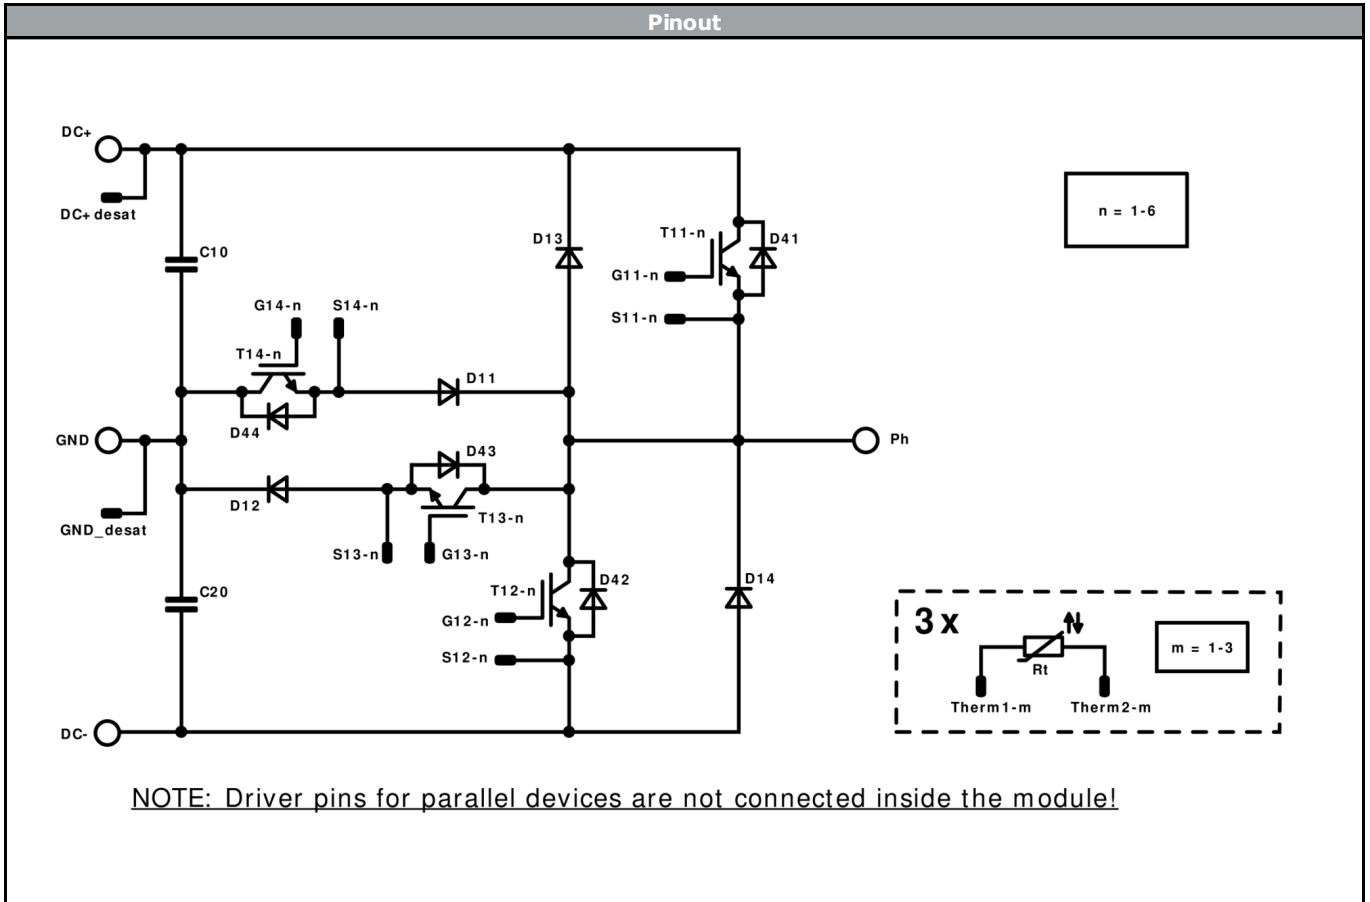 Pinout
DC+
DC+desat
C10
D13
T11-n
D41
n = 1-6
G11-n
S11-n
G14-n
S14-n
T14-n
D11
D44
GND
Ph
D43
D12
GND_desat
T13-n
S13-n
G13-n
C20
T12-n
D42
D14
G12-n
S12-n
3x
m = 1-3
Rt
Therm1-m
Therm2-m
DC-
NOTE: Driver pins for parallel devices are not connected inside the module!